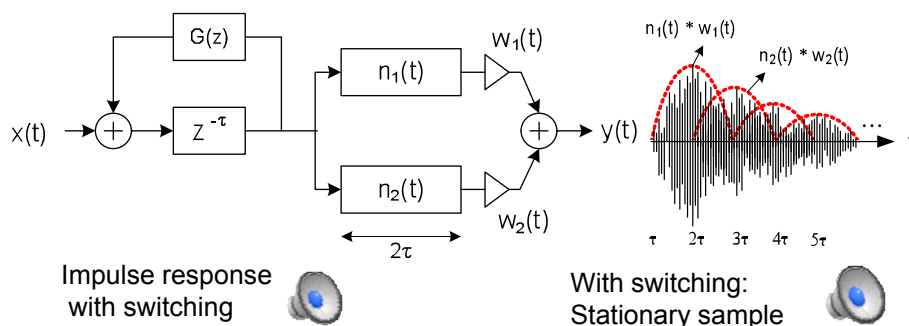 G(z)
x(t)
+
Z^-τ
n₁(t)
w₁(t)
+
y(t)
n₂(t)
w₂(t)
2τ
n₁(t) * w₁(t)
n₂(t) * w₂(t)
...
τ 2τ 3τ 4τ 5τ
Impulse response
with switching
With switching:
Stationary sample